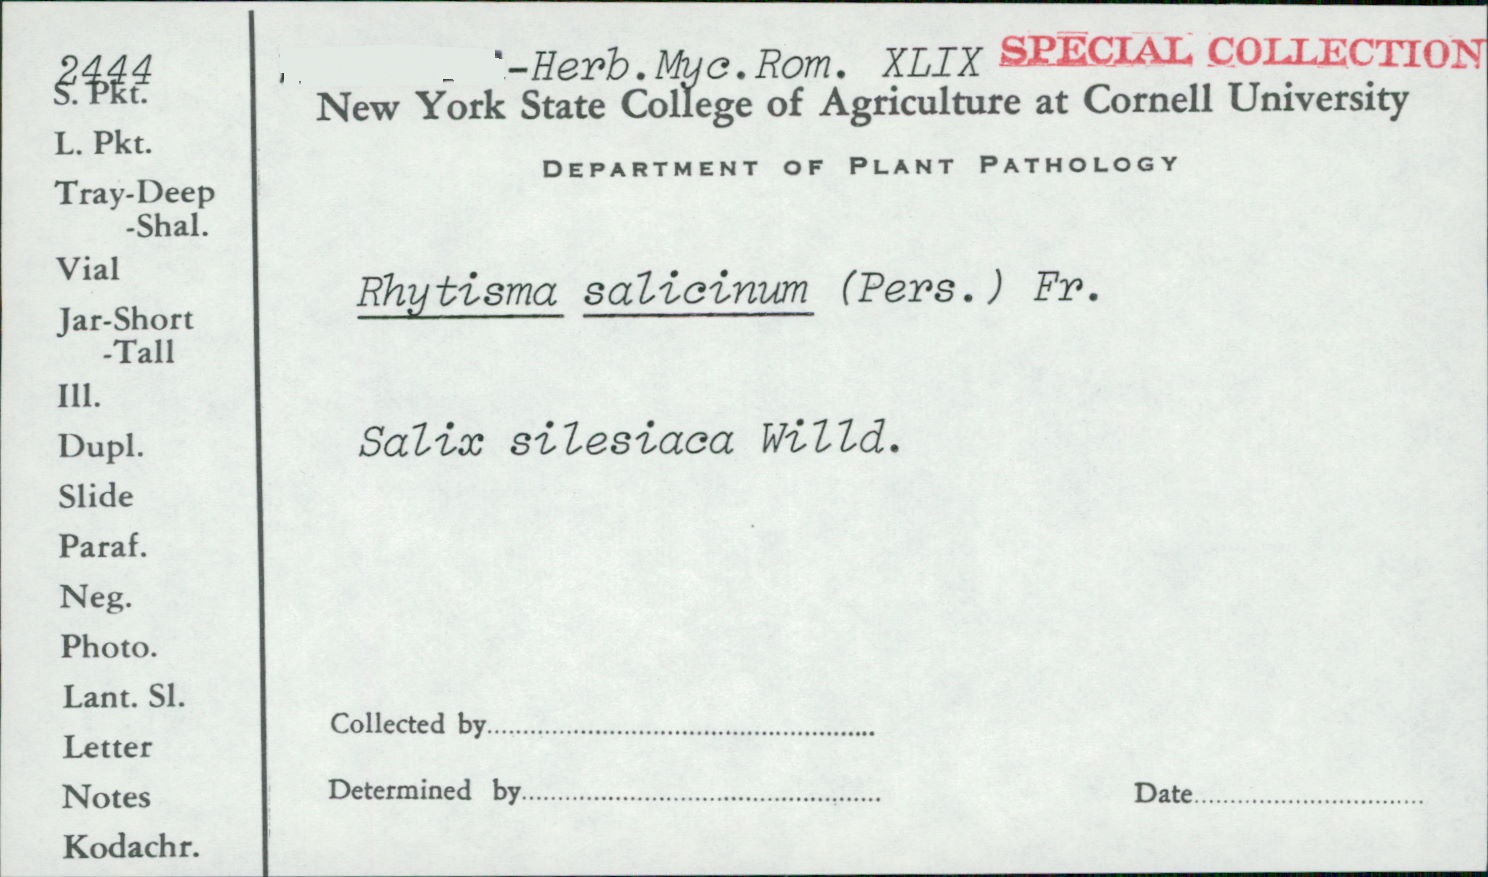 2444
S. Pkt.
L. Pkt.
Tray-Deep
-Shal.
Vial
Jar-Short
-Tall
Ill.
Dupl.
Slide
Paraf.
Neg.
Photo.
Lant. Sl.
Letter
Notes
Kodachr.
-Herb.Myc.Rom. XLIX SPECIAL COLLECTION
New York State College of Agriculture at Cornell University
DEPARTMENT OF PLANT PATHOLOGY
Rhytisma salicinum (Pers.) Fr.
Salix silesiaca Willd.
Collected by
Determined by
Date